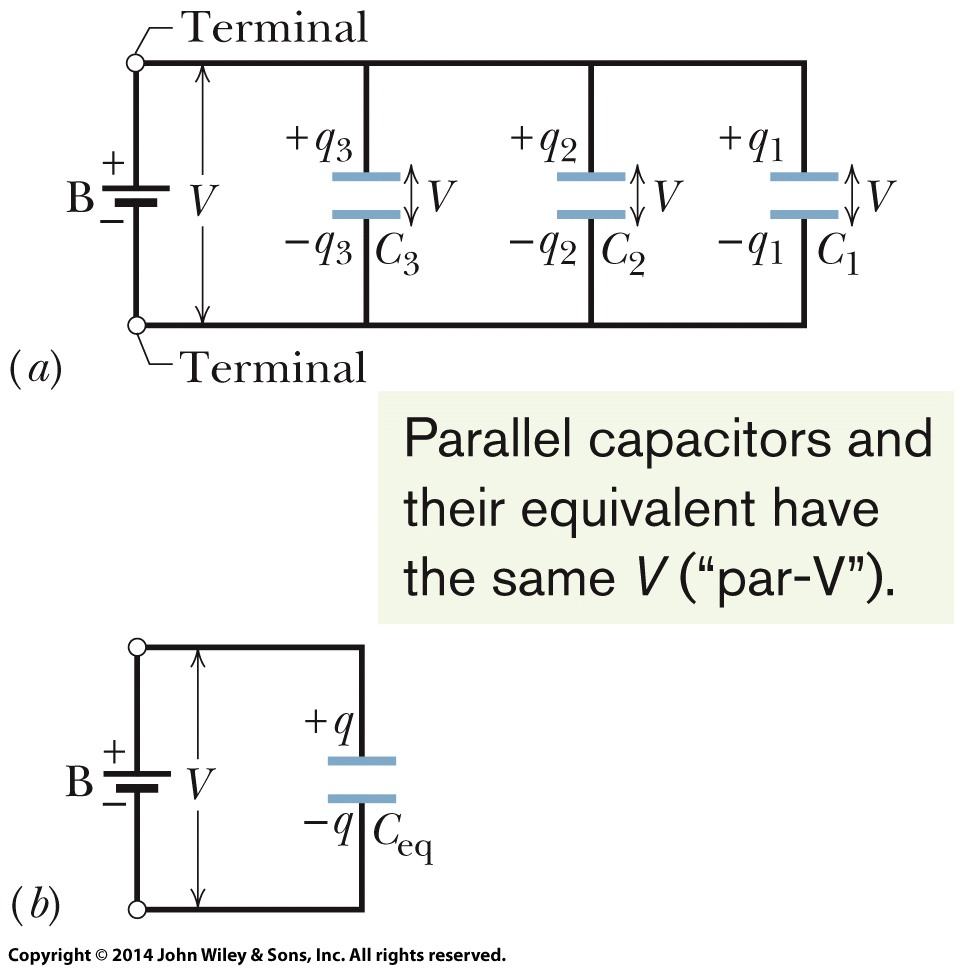 Terminal
+q₃ +q₂ +q₁
+
B V V V V
−
−q₃ C₃ −q₂ C₂ −q₁ C₁
(a) Terminal
Parallel capacitors and
their equivalent have
the same V (“par-V”).
+q
+
B V
−
−q C_eq
(b)
Copyright © 2014 John Wiley & Sons, Inc. All rights reserved.